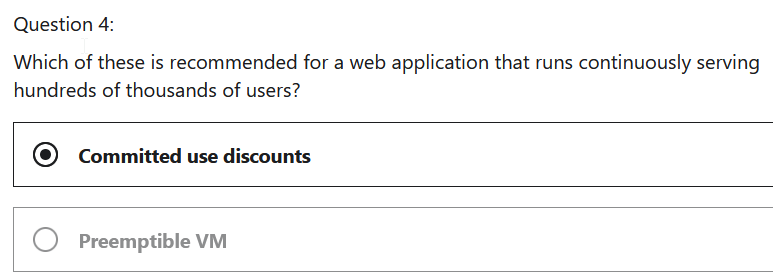 Question 4:
Which of these is recommended for a web application that runs continuously serving
hundreds of thousands of users?
Committed use discounts
Preemptible VM